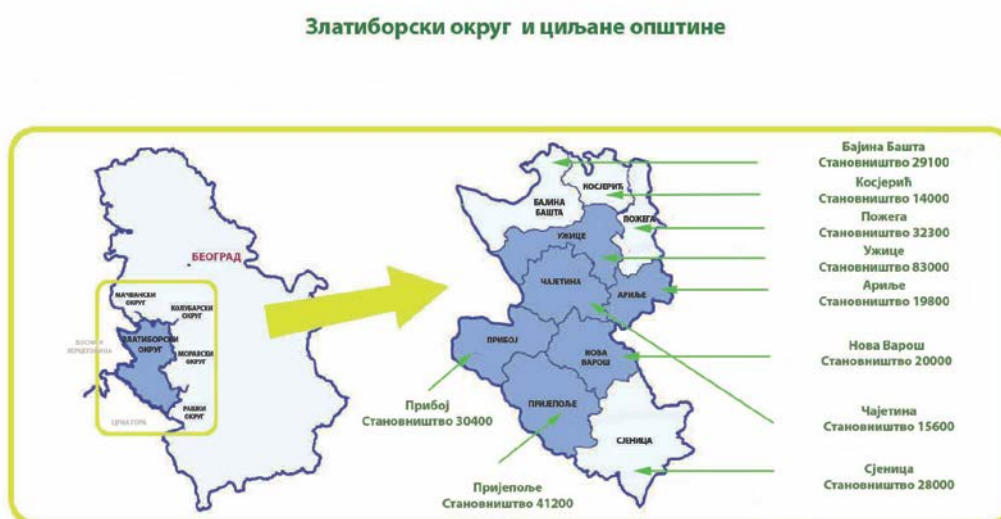 Златиборски округ и циљане општине
БЕОГРАД
МАЧВАНСКИ
ОКРУГ
КОЛУБАРСКИ
ОКРУГ
БОСНА И
ХЕРЦЕГОВИНА
ЗЛАТИБОРСКИ
ОКРУГ
МОРАВСКИ
ОКРУГ
РАШКИ
ОКРУГ
ЦРНА ГОРА
БАЈИНА
БАШТА
КОСЈЕРИЋ
ПОЖЕГА
УЖИЦЕ
ЧАЈЕТИНА
АРИЉЕ
ПРИБОЈ
НОВА
ВАРОШ
ПРИЈЕПОЉЕ
СЈЕНИЦА
Бајина Башта
Становништво 29100
Косјерић
Становништво 14000
Пожега
Становништво 32300
Ужице
Становништво 83000
Ариље
Становништво 19800
Нова Варош
Становништво 20000
Чајетина
Становништво 15600
Сјеница
Становништво 28000
Прибој
Становништво 30400
Пријепоље
Становништво 41200